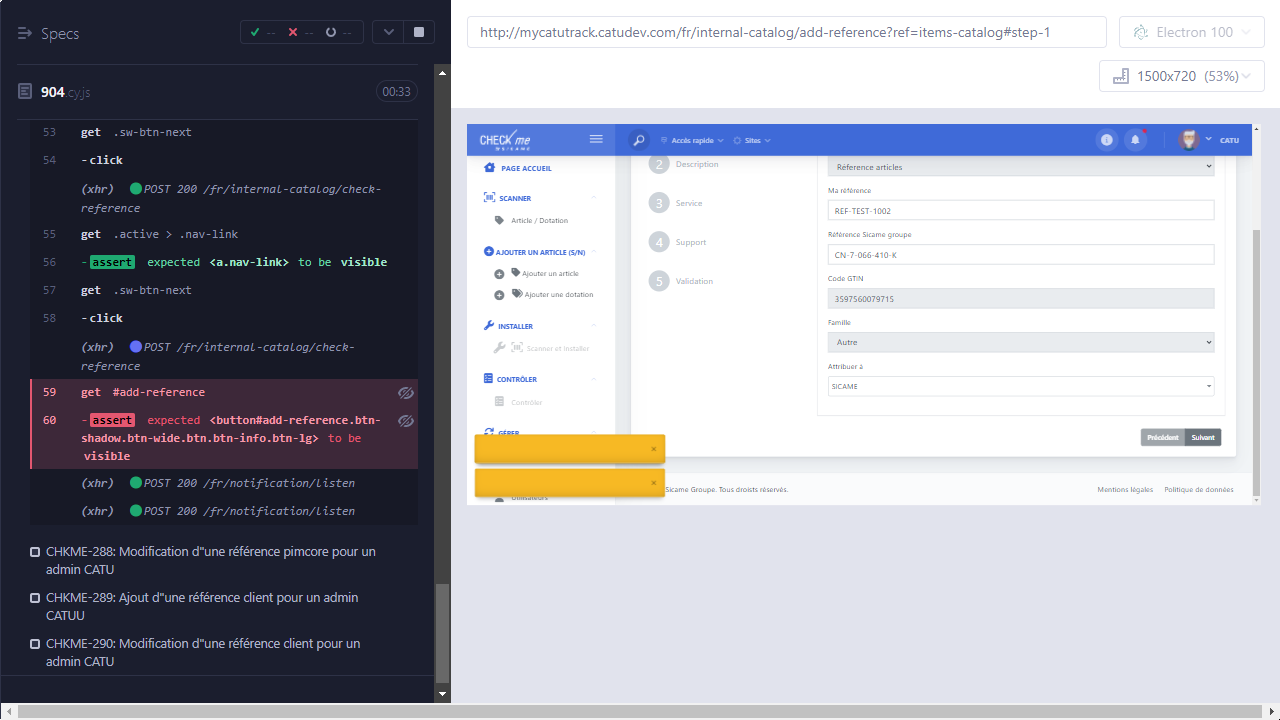 Specs
-- -- --
904.cy.js
00:33
53 get .sw-btn-next
54 -click
(xhr) POST 200 /fr/internal-catalog/check-
reference
55 get .active > .nav-link
56 -assert expected <a.nav-link> to be visible
57 get .sw-btn-next
58 -click
(xhr) POST /fr/internal-catalog/check-
reference
59 get #add-reference
60 -assert expected <button#add-reference.btn-
shadow.btn-wide.btn.btn-info.btn-lg> to be
visible
(xhr) POST 200 /fr/notification/listen
(xhr) POST 200 /fr/notification/listen
CHKME-288: Modification d"une référence pimcore pour un
admin CATU
CHKME-289: Ajout d"une référence client pour un admin
CATUU
CHKME-290: Modification d"une référence client pour un
admin CATU
http://mycatutrack.catudev.com/fr/internal-catalog/add-reference?ref=items-catalog#step-1
Electron 100
1500x720 (53%)
CHECK me
BY SICAME
Accès rapide
Sites
CATU
PAGE ACCUEIL
SCANNER
Article / Dotation
AJOUTER UN ARTICLE (S/N)
Ajouter un article
Ajouter une dotation
INSTALLER
Scanner et Installer
CONTRÔLER
Contrôler
GÉRER
Utilisateurs
2 Description
3 Service
4 Support
5 Validation
Réference articles
Ma référence
REF-TEST-1002
Référence Sicame groupe
CN-7-066-410-K
Code GTIN
3597560079715
Famille
Autre
Attribuer à
SICAME
Précédent Suivant
×
×
Sicame Groupe. Tous droists réservés.
Mentions légales Politique de données